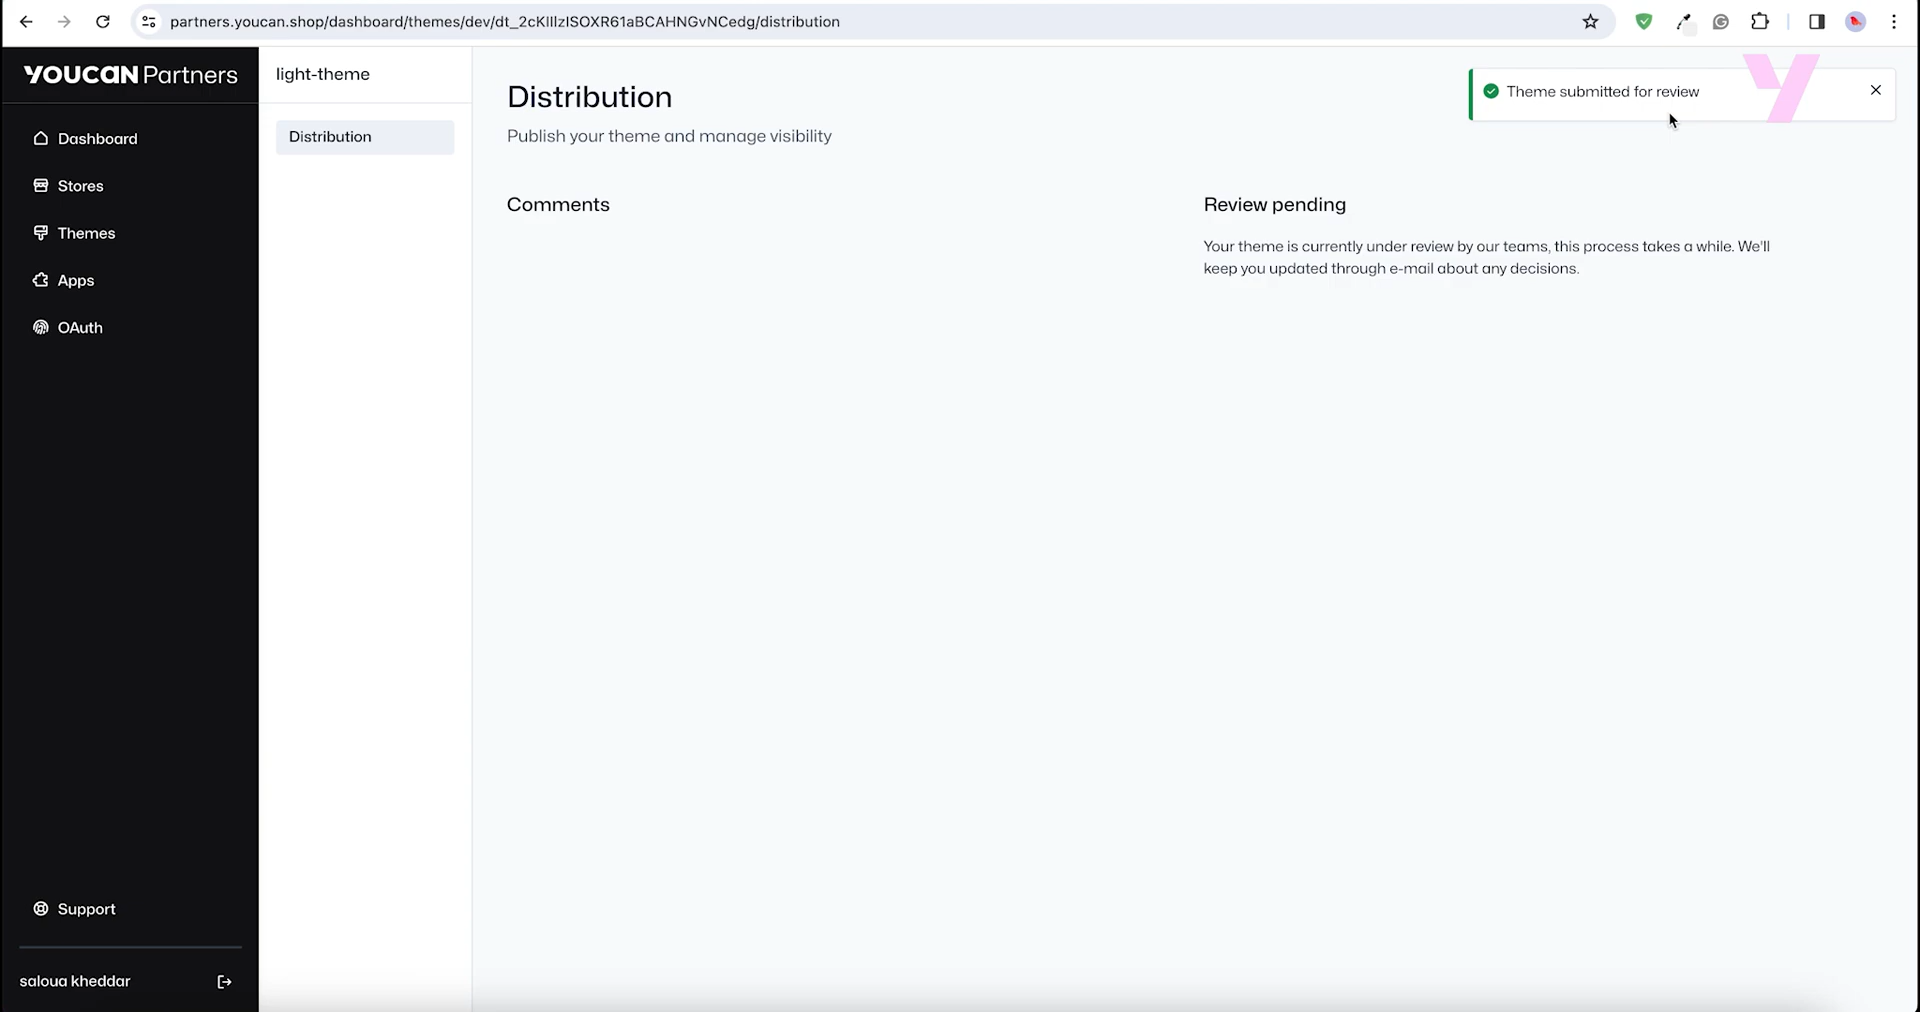 partners.youcan.shop/dashboard/themes/dev/dt_2cKIIlzISOXR61aBCAHNGvNCedg/distribution
YOUCAN Partners
Dashboard
Stores
Themes
Apps
OAuth
Support
saloua kheddar
light-theme
Distribution
Distribution
Publish your theme and manage visibility
Comments
Theme submitted for review
Review pending
Your theme is currently under review by our teams, this process takes a while. We'll
keep you updated through e-mail about any decisions.